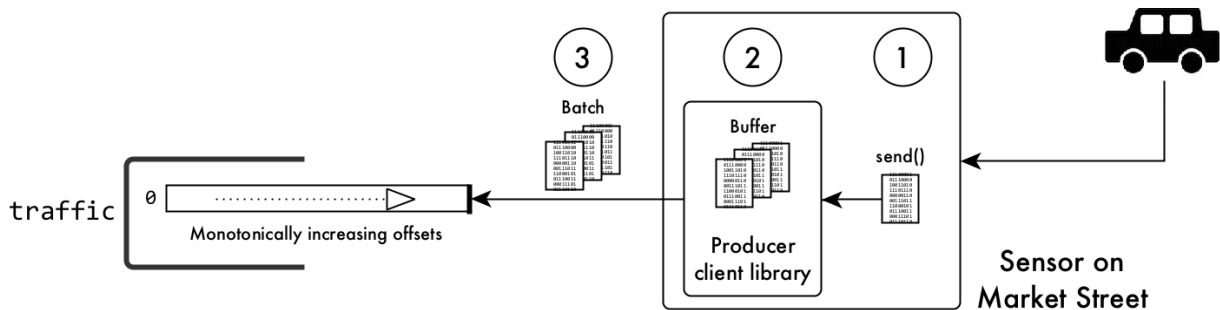 3
2
1
Batch
Buffer
send()
traffic
0
Monotonically increasing offsets
Producer
client library
Sensor on
Market Street